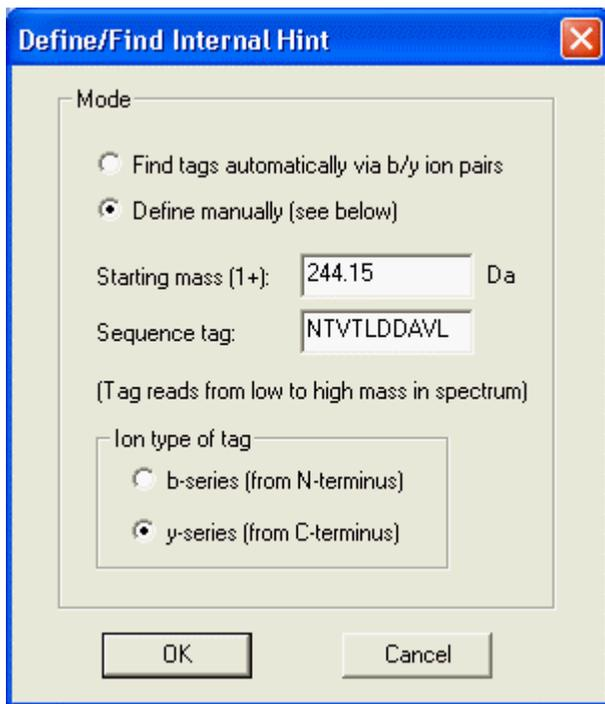 Define/Find Internal Hint
Mode
Find tags automatically via b/y ion pairs
Define manually (see below)
Starting mass (1+): 244.15 Da
Sequence tag: NTVTLDDAVL
(Tag reads from low to high mass in spectrum)
Ion type of tag
b-series (from N-terminus)
y-series (from C-terminus)
OK Cancel